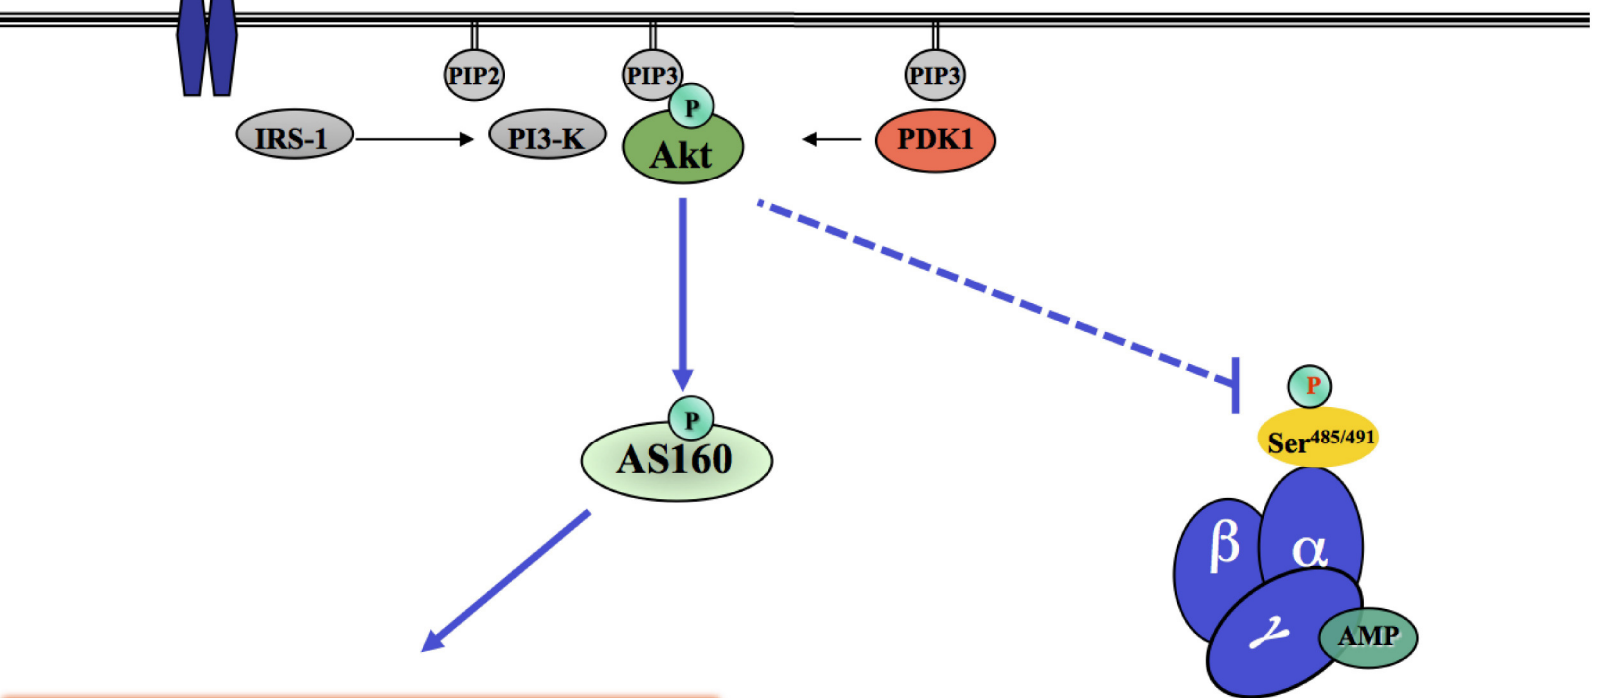 PIP2
PIP3
PIP3
P
IRS-1
PI3-K
Akt
PDK1
P
P
AS160
Ser485/491
β
α
γ
AMP